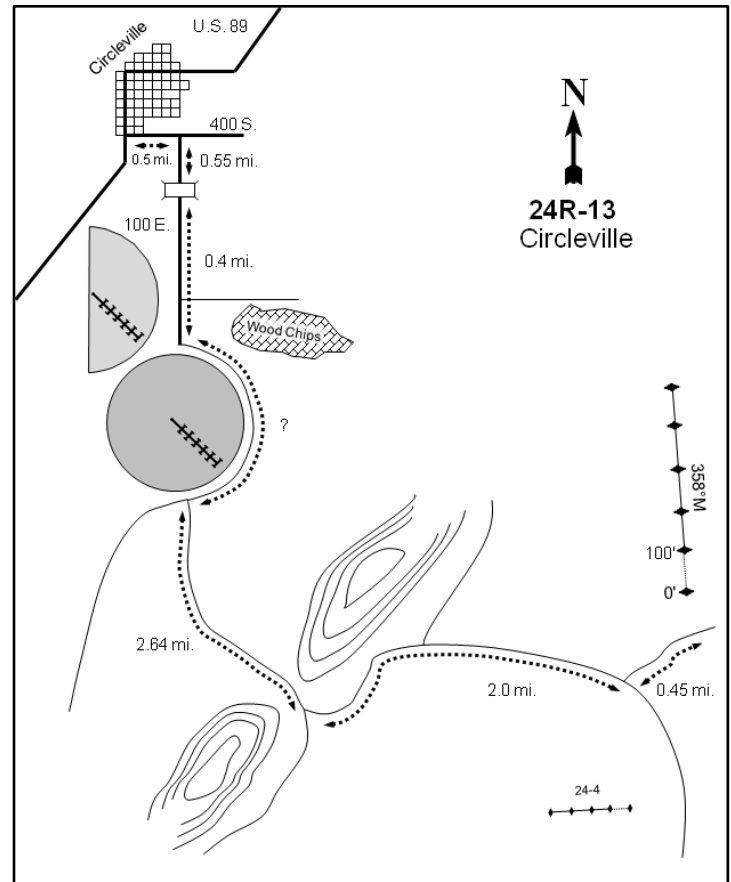 U.S. 89
Circleville
400 S.
0.5 mi.
0.55 mi.
N
24R-13
Circleville
100 E.
0.4 mi.
Wood Chips
?
358°M
100'
0'
2.64 mi.
2.0 mi.
0.45 mi.
24-4